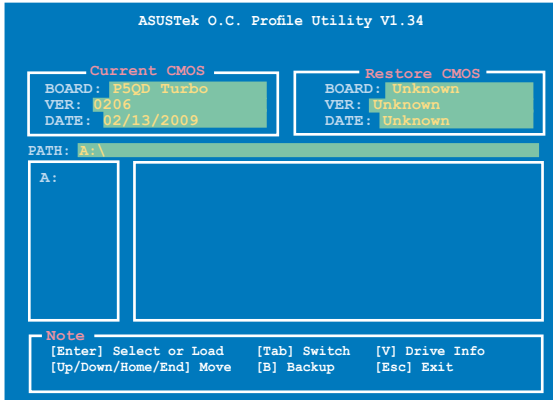 ASUSTek O.C. Profile Utility V1.34
Current CMOS
BOARD: P5QD Turbo
VER: 0206
DATE: 02/13/2009
Restore CMOS
BOARD: Unknown
VER: Unknown
DATE: Unknown
PATH: A:\
A:
Note
[Enter] Select or Load [Tab] Switch [V] Drive Info
[Up/Down/Home/End] Move [B] Backup [Esc] Exit